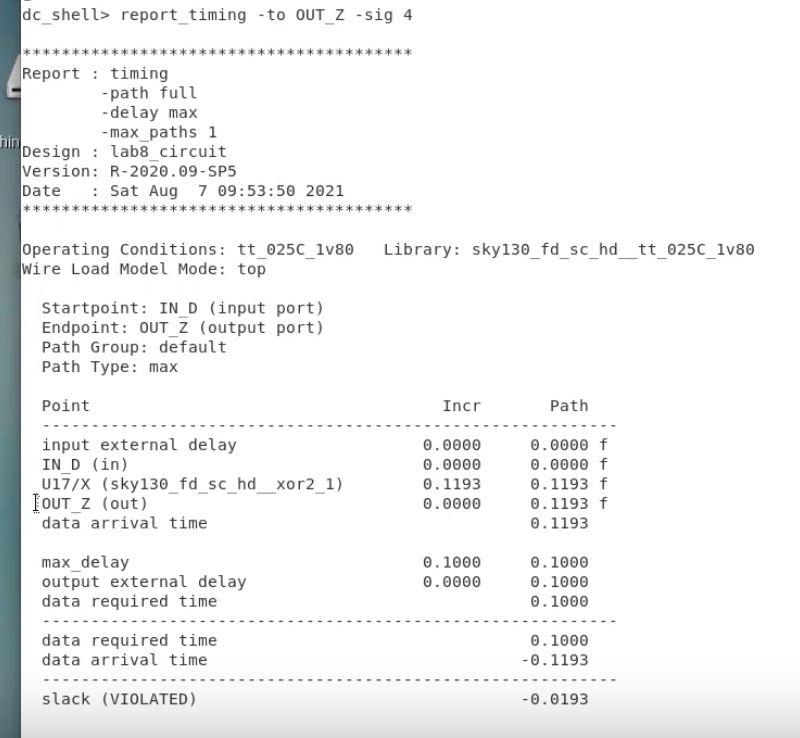 dc_shell> report_timing -to OUT_Z -sig 4
****************************************
Report : timing
-path full
-delay max
-max_paths 1
Design : lab8_circuit
Version: R-2020.09-SP5
Date   : Sat Aug  7 09:53:50 2021
****************************************
Operating Conditions: tt_025C_1v80   Library: sky130_fd_sc_hd__tt_025C_1v80
Wire Load Model Mode: top
Startpoint: IN_D (input port)
Endpoint: OUT_Z (output port)
Path Group: default
Path Type: max
Point                                    Incr       Path
-----------------------------------------------------------
input external delay                   0.0000     0.0000 f
IN_D (in)                              0.0000     0.0000 f
U17/X (sky130_fd_sc_hd__xor2_1)        0.1193     0.1193 f
OUT_Z (out)                            0.0000     0.1193 f
data arrival time                                 0.1193
max_delay                              0.1000     0.1000
output external delay                  0.0000     0.1000
data required time                                0.1000
-----------------------------------------------------------
data required time                                0.1000
data arrival time                                -0.1193
-----------------------------------------------------------
slack (VIOLATED)                                 -0.0193
hin